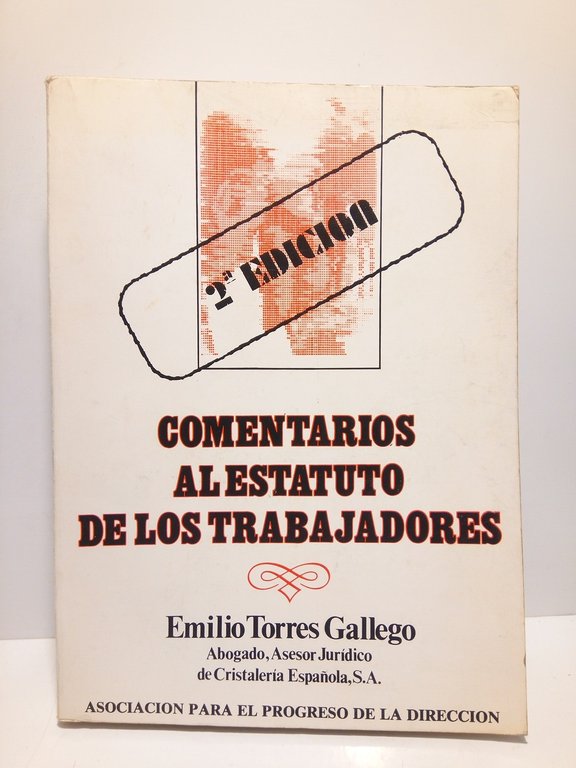 2ª EDICION
COMENTARIOS
AL ESTATUTO
DE LOS TRABAJADORES
Emilio Torres Gallego
Abogado, Asesor Jurídico
de Cristalería Española, S.A.
ASOCIACION PARA EL PROGRESO DE LA DIRECCION